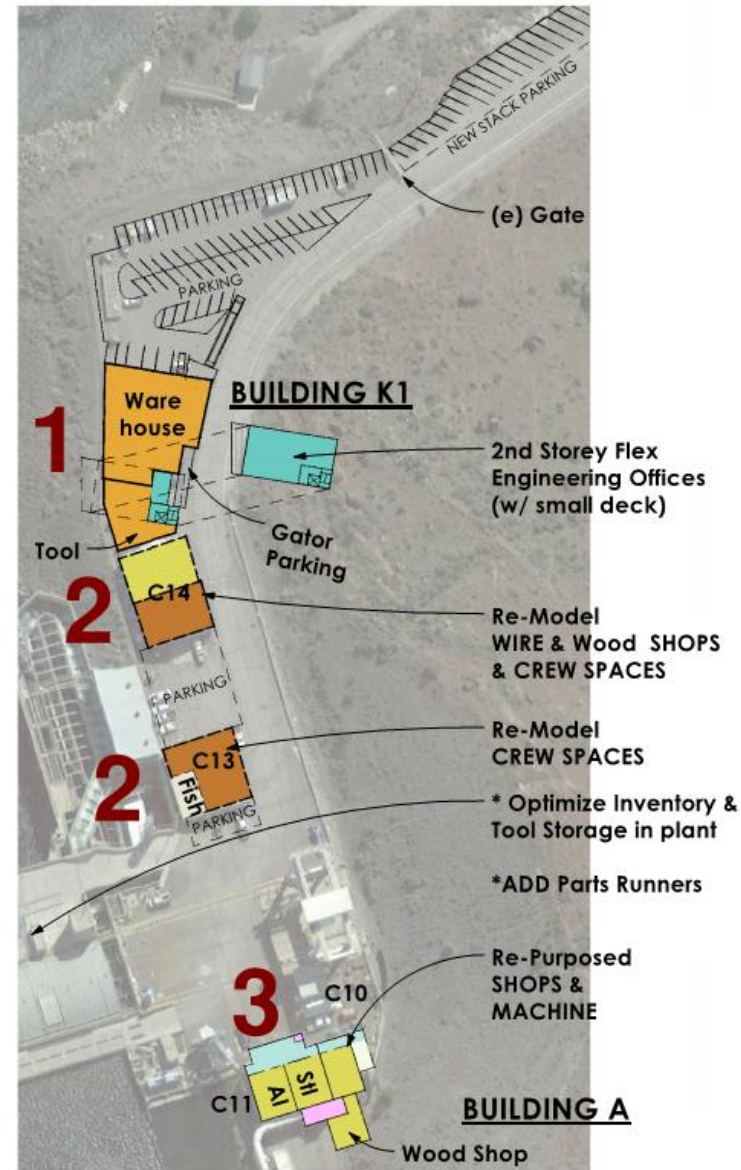 NEW STACK PARKING
(e) Gate
PARKING
BUILDING K1
Ware
house
1
2nd Storey Flex
Engineering Offices
(w/ small deck)
Gator
Parking
Tool
2
C14
Re-Model
WIRE & Wood SHOPS
& CREW SPACES
PARKING
Re-Model
CREW SPACES
C13
2
Fish
PARKING
* Optimize Inventory &
Tool Storage in plant
*ADD Parts Runners
Re-Purposed
SHOPS &
MACHINE
3
C10
Al
Stl
C11
BUILDING A
Wood Shop